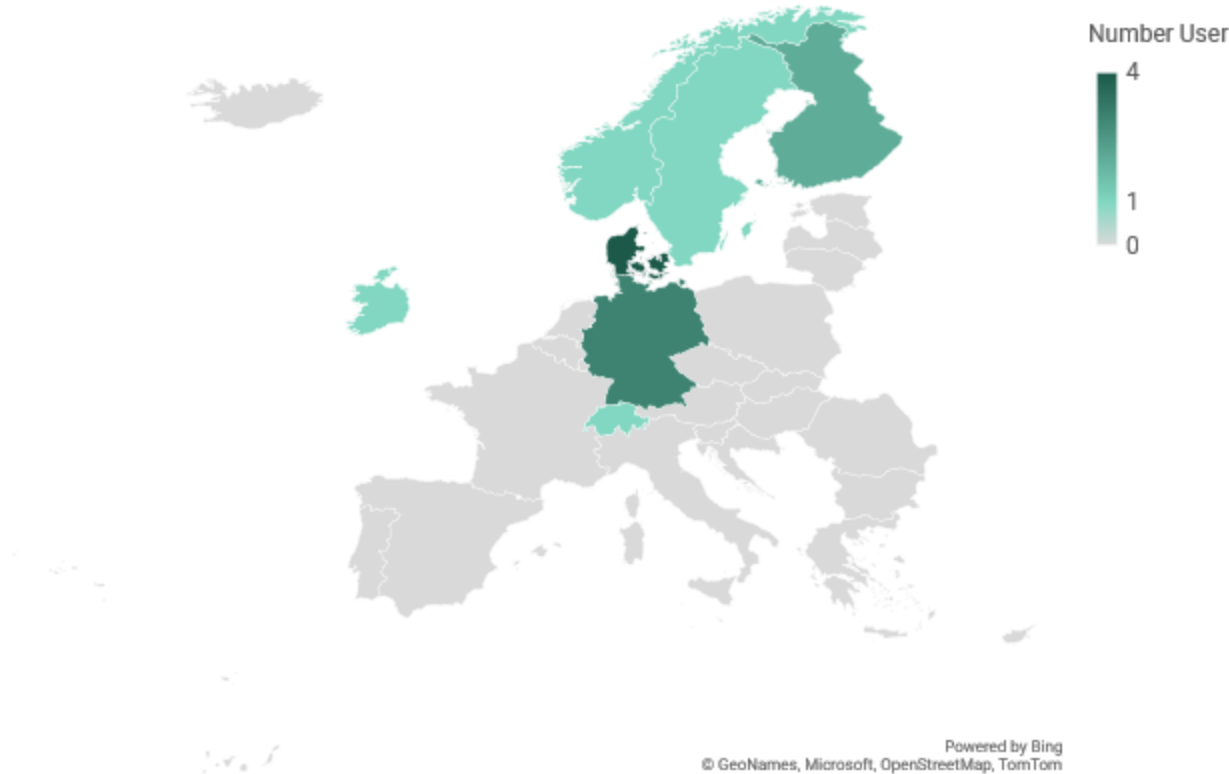 Number User
4
1
0
Powered by Bing
© GeoNames, Microsoft, OpenStreetMap, TomTom